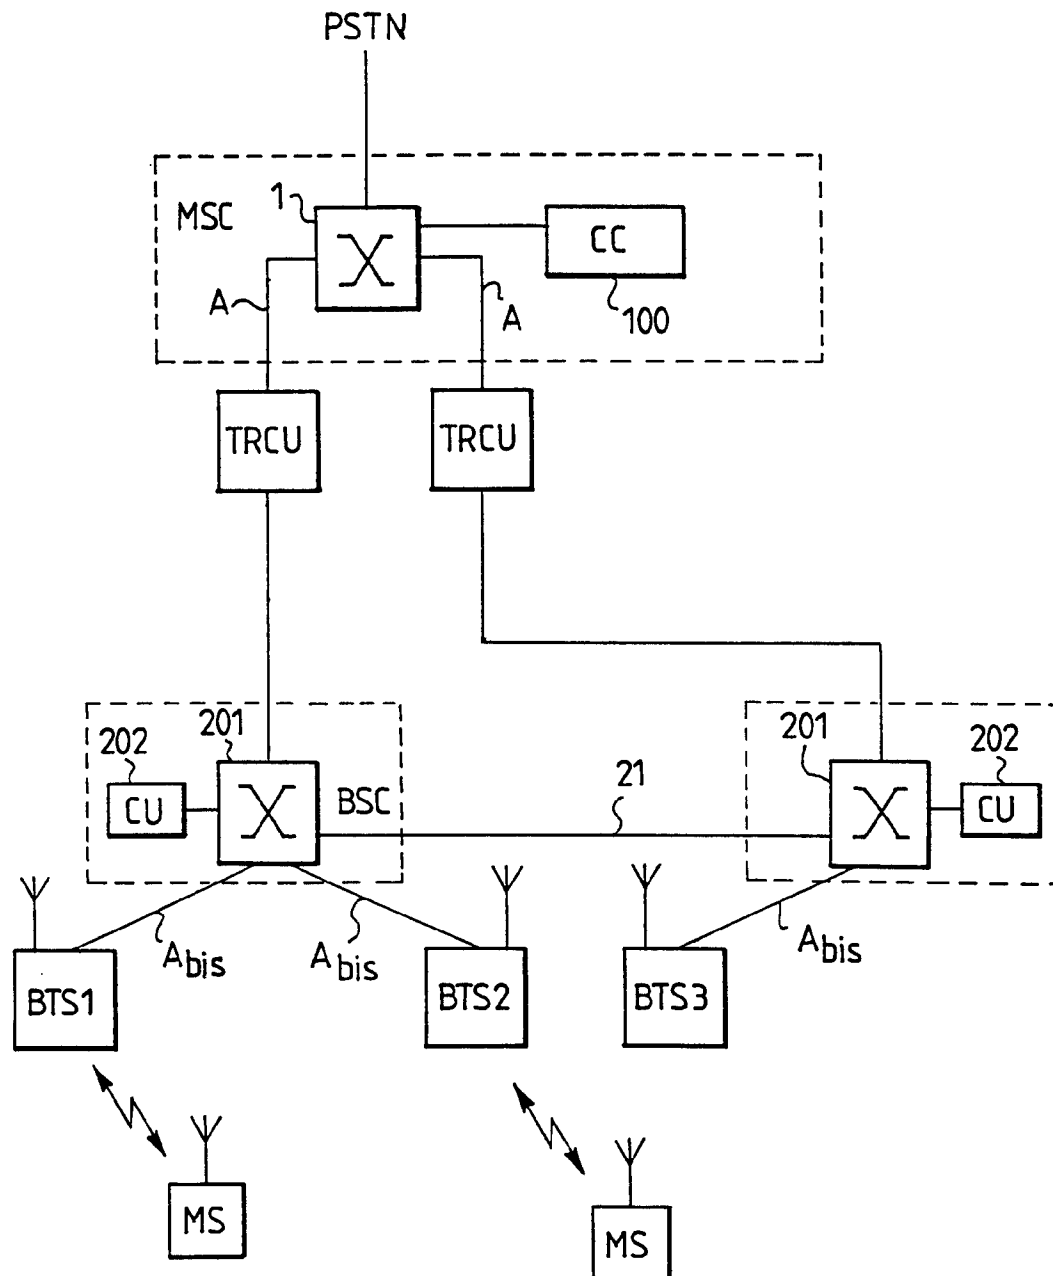 PSTN
MSC
1
CC
100
A
A
TRCU
TRCU
202
201
CU
BSC
21
201
202
CU
Abis
Abis
Abis
BTS1
BTS2
BTS3
MS
MS